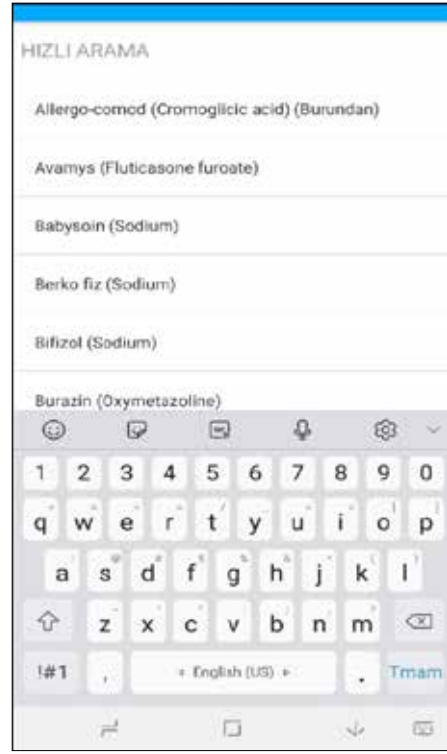 HIZLI ARAMA
Allergo-comod (Cromoglicic acid) (Burundan)
Avamys (Fluticasone furoate)
Babysoin (Sodium)
Berko fiz (Sodium)
Bifizol (Sodium)
Burazin (Oxymetazoline)
1 2 3 4 5 6 7 8 9 0
q w e r t y u i o p
a s d f g h j k l
z x c v b n m
!#1 , English (US) . Tmam